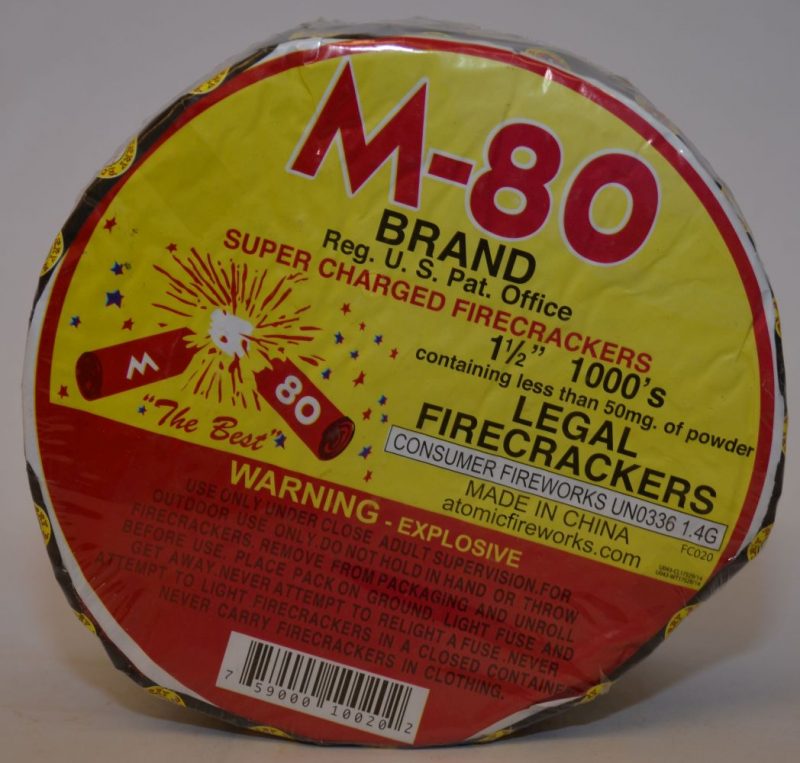 M-80
BRAND
Reg. U. S. Pat. Office
SUPER CHARGED FIRECRACKERS
1½” 1000's
containing less than 50mg. of powder
LEGAL
FIRECRACKERS
CONSUMER FIREWORKS UN0336 1.4G
MADE IN CHINA
atomicfireworks.com
FC020
M
80
“The Best”
WARNING - EXPLOSIVE
USE ONLY UNDER CLOSE ADULT SUPERVISION.FOR
OUTDOOR USE ONLY.DO NOT HOLD IN HAND OR THROW
FIRECRACKERS. REMOVE FROM PACKAGING AND UNROLL
BEFORE USE. PLACE PACK ON GROUND. LIGHT FUSE AND
GET AWAY.NEVER ATTEMPT TO RELIGHT A FUSE .NEVER
ATTEMPT TO LIGHT FIRECRACKERS IN A CLOSED CONTAINE
NEVER CARRY FIRECRACKERS IN CLOTHING.
7 59000 10020 2